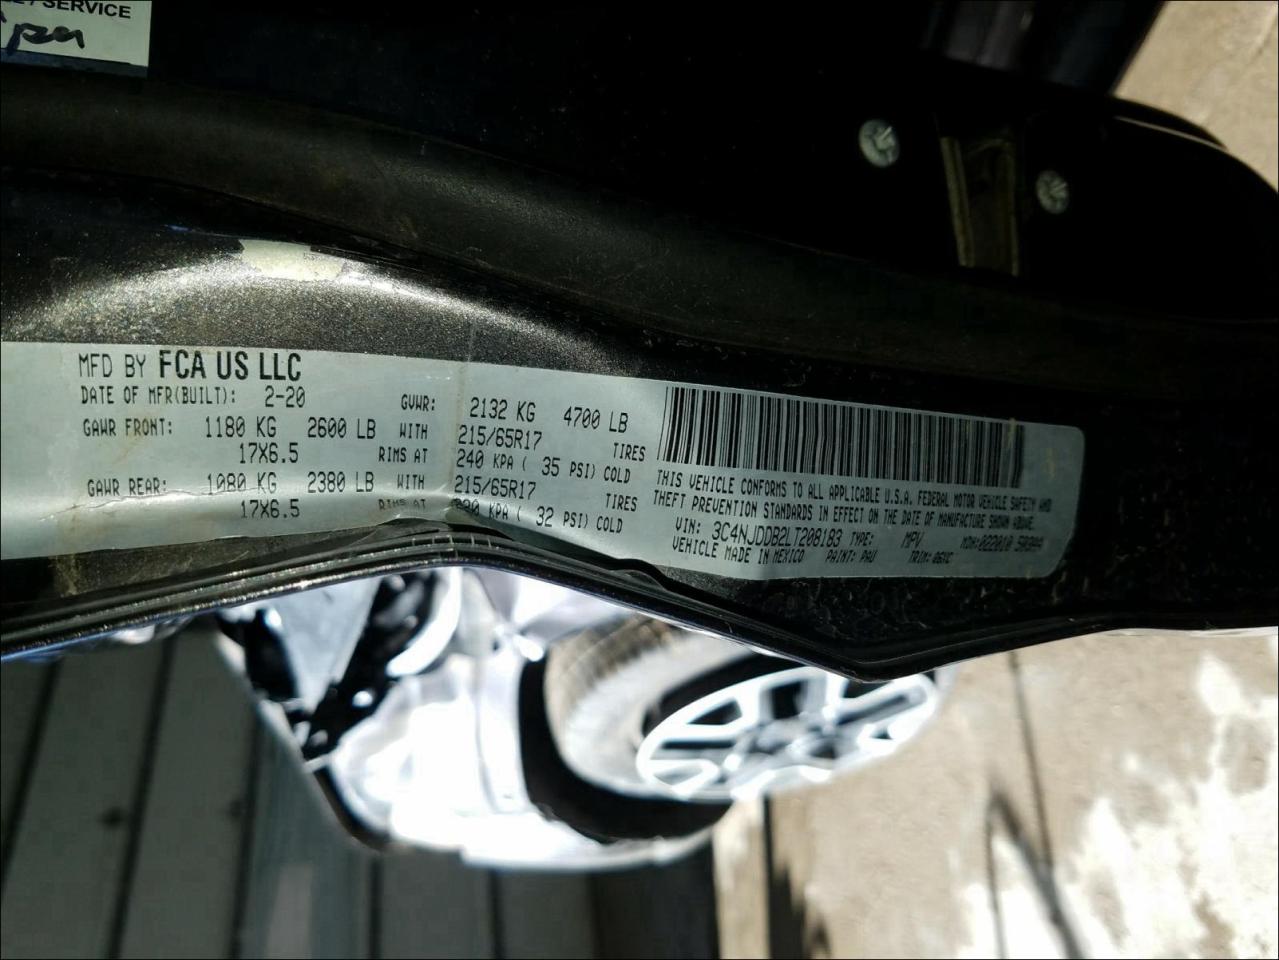 SERVICE
MFD BY FCA US LLC
DATE OF MFR(BUILT): 2-20 GVWR: 2132 KG 4700 LB
GAWR FRONT: 1180 KG 2600 LB WITH 215/65R17 TIRES
17X6.5 RIMS AT 240 KPA ( 35 PSI) COLD
GAWR REAR: 1080 KG 2380 LB WITH 215/65R17 TIRES
17X6.5 RIMS AT KPA ( 32 PSI) COLD
THIS VEHICLE CONFORMS TO ALL APPLICABLE U.S.A. FEDERAL MOTOR VEHICLE SAFETY AND
THEFT PREVENTION STANDARDS IN EFFECT ON THE DATE OF MANUFACTURE SHOWN ABOVE.
VIN: 3C4NJDDB2LT208183 TYPE: MPV
VEHICLE MADE IN MEXICO PAINT: PAU TRIM: